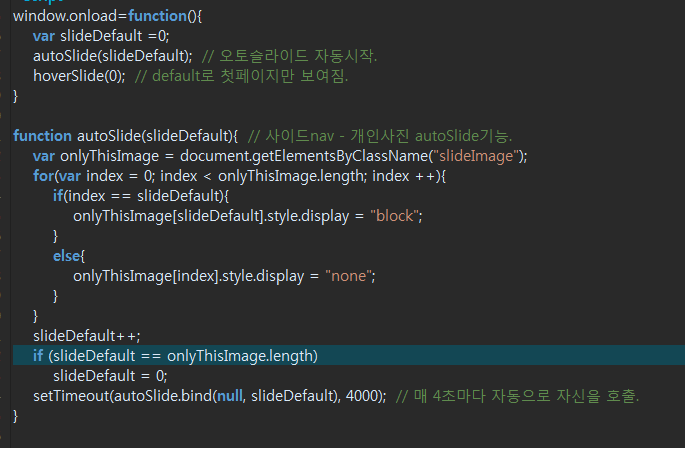 window.onload=function(){
var slideDefault =0;
autoSlide(slideDefault);  // 오토슬라이드 자동시작.
hoverSlide(0);  // default로 첫페이지만 보여짐.
}
function autoSlide(slideDefault){  // 사이드nav - 개인사진 autoSlide기능.
var onlyThisImage = document.getElementsByClassName("slideImage");
for(var index = 0; index < onlyThisImage.length; index ++){
if(index == slideDefault){
onlyThisImage[slideDefault].style.display = "block";
}
else{
onlyThisImage[index].style.display = "none";
}
}
slideDefault++;
if (slideDefault == onlyThisImage.length)
slideDefault = 0;
setTimeout(autoSlide.bind(null, slideDefault), 4000);  // 매 4초마다 자동으로 자신을 호출.
}